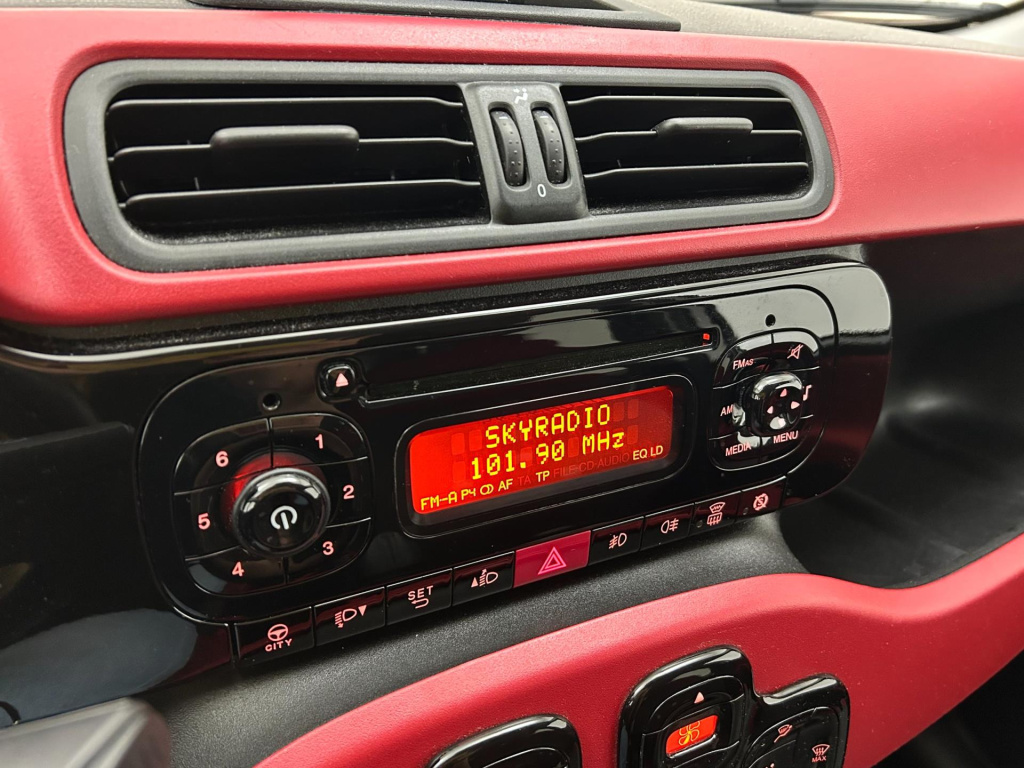 0
SKYRADIO
101.90 MHz
FM-A P4 AF TA TP FILE CD AUDIO EQ LD
1
2
3
4
5
6
FMAS
AM
MEDIA
MENU
CITY
SET
MAX